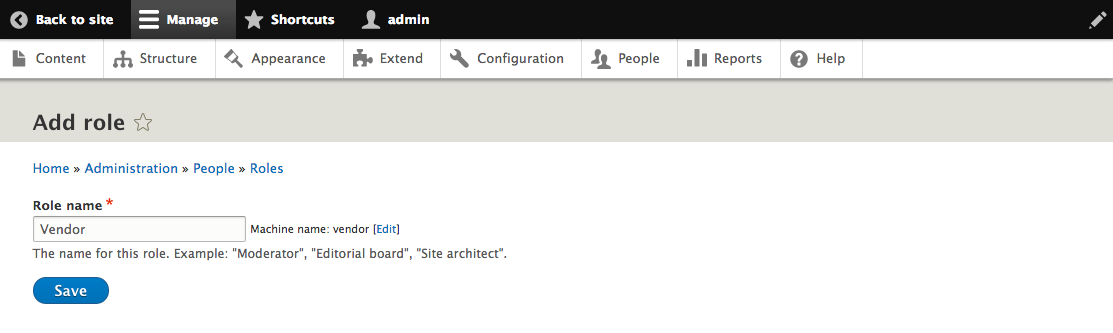 Back to site Manage Shortcuts admin
Content Structure Appearance Extend Configuration People Reports Help
Add role
Home » Administration » People » Roles
Role name *
Vendor Machine name: vendor [Edit]
The name for this role. Example: "Moderator", "Editorial board", "Site architect".
Save